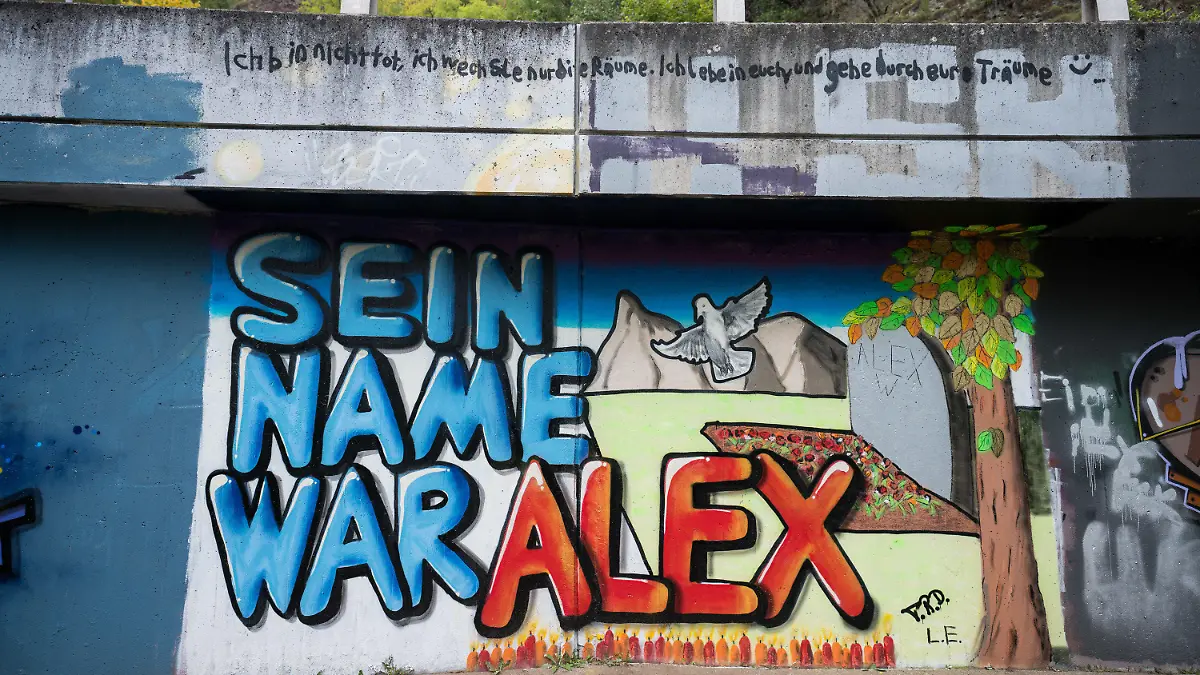 Ich bin nicht tot, ich wechsle nur die Räume. Ich lebe in euch, und gehe durch eure Träume
SEIN
NAME
WAR ALEX
ALEX
W
T.R.D.
L.E.